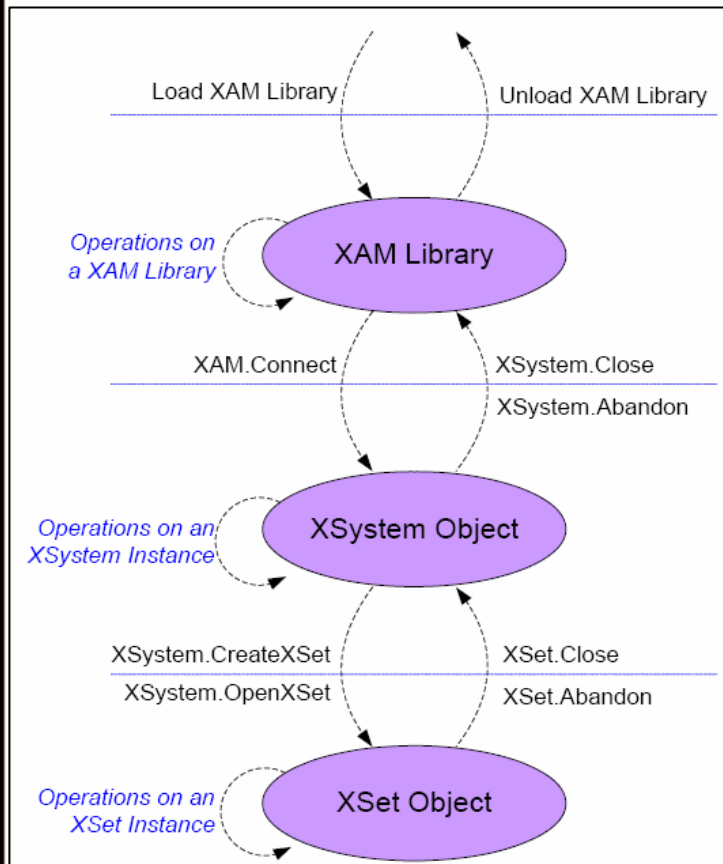 Load XAM Library
Unload XAM Library
Operations on
a XAM Library
XAM Library
XAM.Connect
XSystem.Close
XSystem.Abandon
Operations on an
XSystem Instance
XSystem Object
XSystem.CreateXSet
XSystem.OpenXSet
XSet.Close
XSet.Abandon
Operations on an
XSet Instance
XSet Object